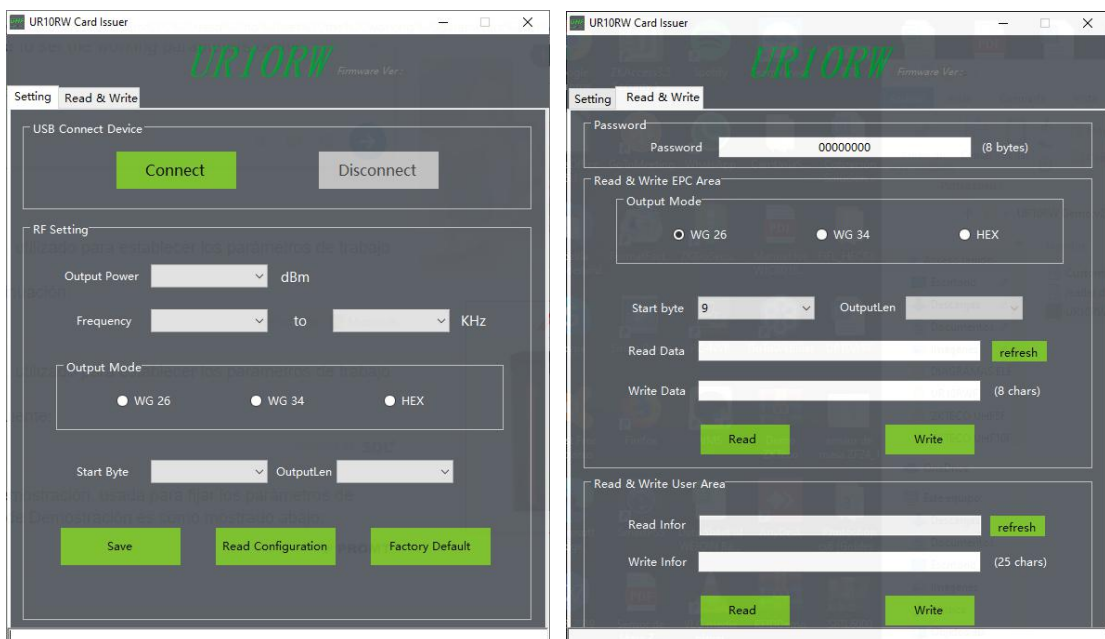 UR10RW Card Issuer
UR10RW Firmware Ver:
Setting Read & Write
USB Connect Device
Connect Disconnect
RF Setting
Output Power dBm
Frequency to KHz
Output Mode
WG 26 WG 34 HEX
Start Byte OutputLen
Save Read Configuration Factory Default
UR10RW Card Issuer
UR10RW Firmware Ver:
Setting Read & Write
Password
Password 00000000 (8 bytes)
Read & Write EPC Area
Output Mode
WG 26 WG 34 HEX
Start byte 9 OutputLen
Read Data refresh
Write Data (8 chars)
Read Write
Read & Write User Area
Read Infor refresh
Write Infor (25 chars)
Read Write